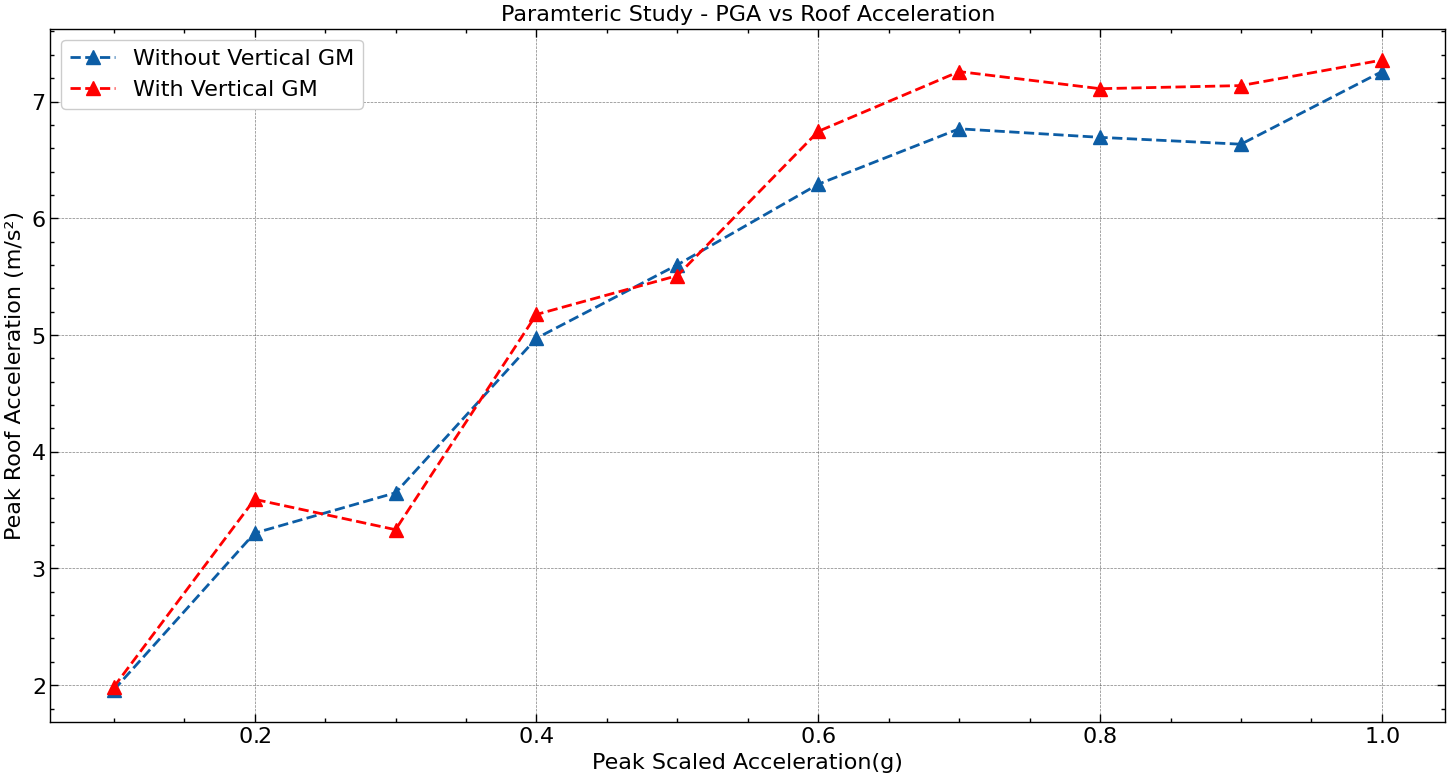 Paramteric Study - PGA vs Roof Acceleration
Without Vertical GM
With Vertical GM
Peak Roof Acceleration (m/s²)
7
6
5
4
3
2
0.2
0.4
0.6
0.8
1.0
Peak Scaled Acceleration(g)